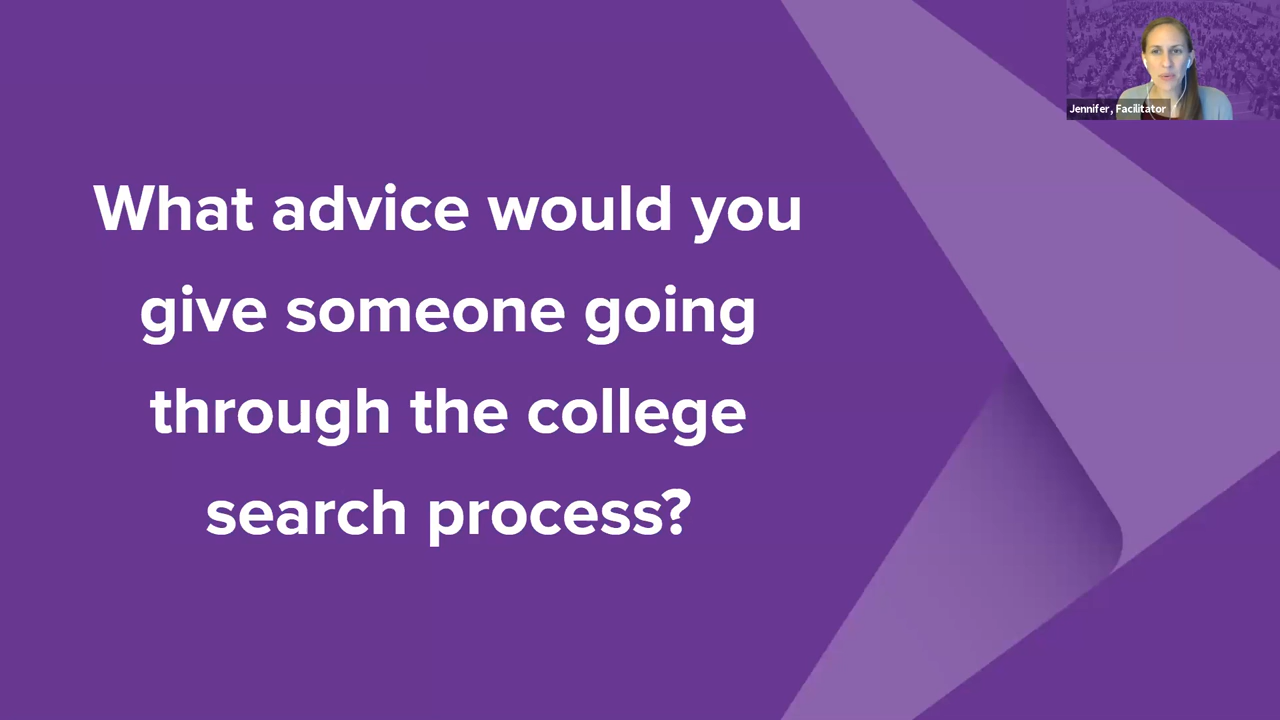 Jennifer, Facilitator
What advice would you
give someone going
through the college
search process?